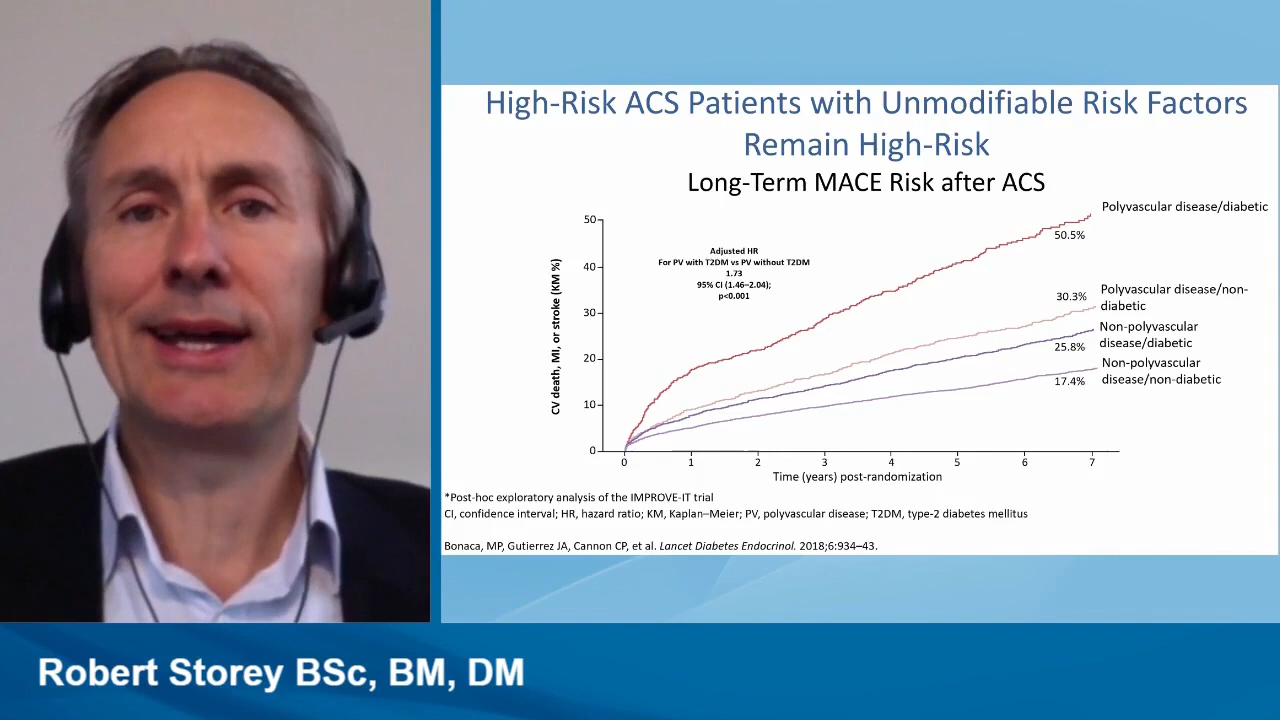 High-Risk ACS Patients with Unmodifiable Risk Factors
Remain High-Risk
Long-Term MACE Risk after ACS
CV death, MI, or stroke (KM %)
50
40
30
20
10
0
Adjusted HR
For PV with T2DM vs PV without T2DM
1.73
95% CI (1.46–2.04);
p<0.001
Polyvascular disease/diabetic
50.5%
30.3%
Polyvascular disease/non-
diabetic
Non-polyvascular
disease/diabetic
25.8%
Non-polyvascular
disease/non-diabetic
17.4%
0 1 2 3 4 5 6 7
Time (years) post-randomization
*Post-hoc exploratory analysis of the IMPROVE-IT trial
CI, confidence interval; HR, hazard ratio; KM, Kaplan–Meier; PV, polyvascular disease; T2DM, type-2 diabetes mellitus
Bonaca, MP, Gutierrez JA, Cannon CP, et al. Lancet Diabetes Endocrinol. 2018;6:934–43.
Robert Storey BSc, BM, DM